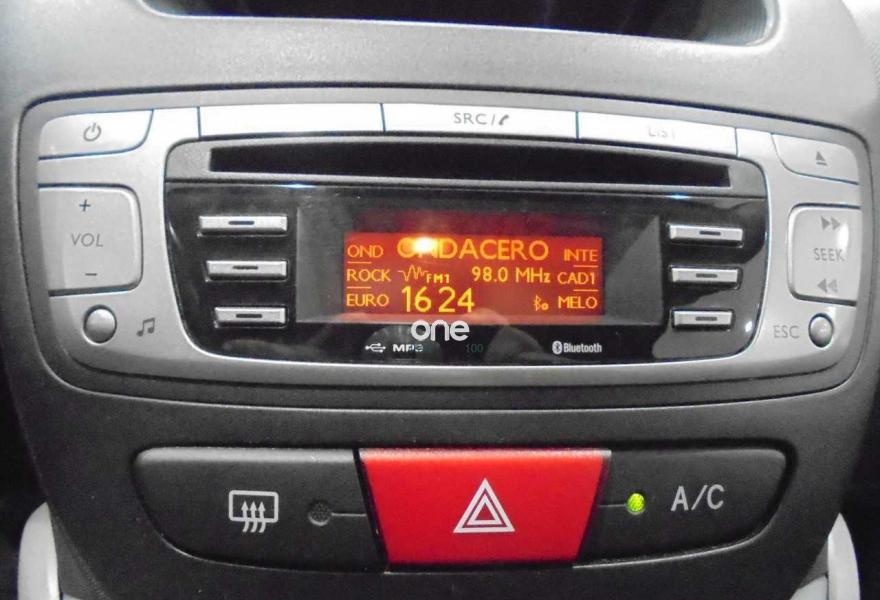 SRC/
LIST
+
VOL
-
SEEK
ESC
OND ONDACERO INTE
ROCK FM1 98.0 MHz CAD1
EURO 16 24 MELO
one
MP3 100 Bluetooth
A/C